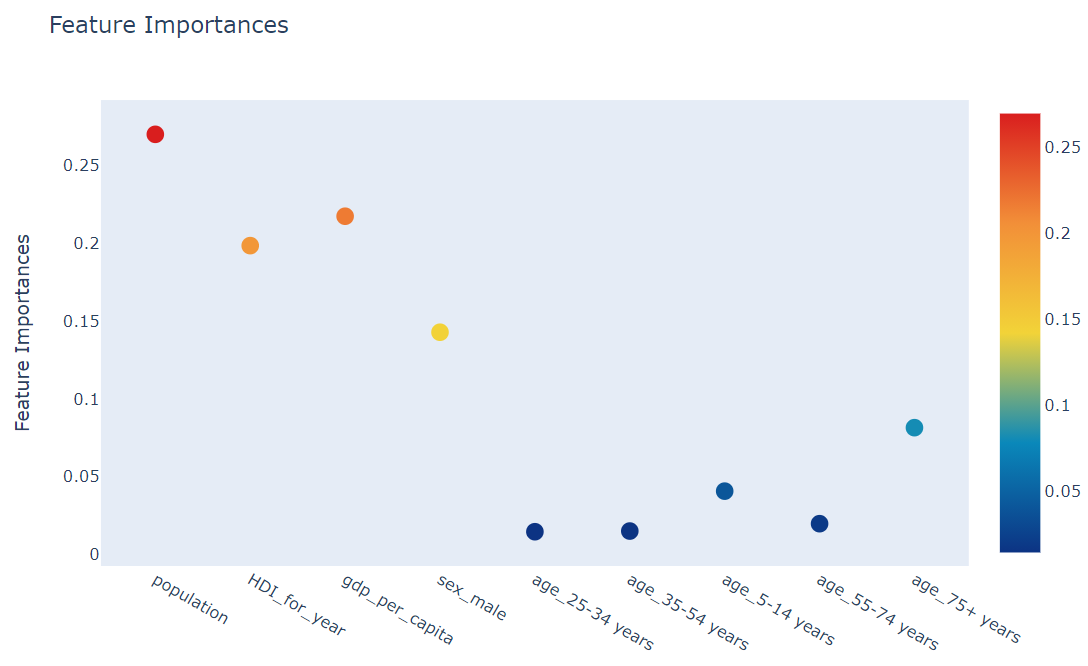 Feature Importances
Feature Importances
0.25
0.2
0.15
0.1
0.05
0
population
HDI_for_year
gdp_per_capita
sex_male
age_25-34 years
age_35-54 years
age_5-14 years
age_55-74 years
age_75+ years
0.25
0.2
0.15
0.1
0.05